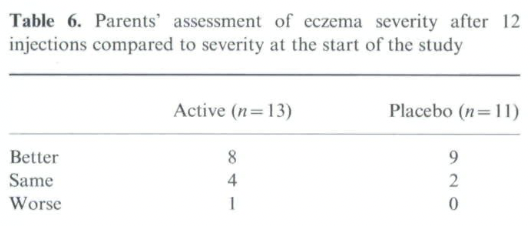 Table 6. Parents' assessment of eczema severity after 12
injections compared to severity at the start of the study
Active (n=13) Placebo (n=11)
Better 8 9
Same 4 2
Worse 1 0